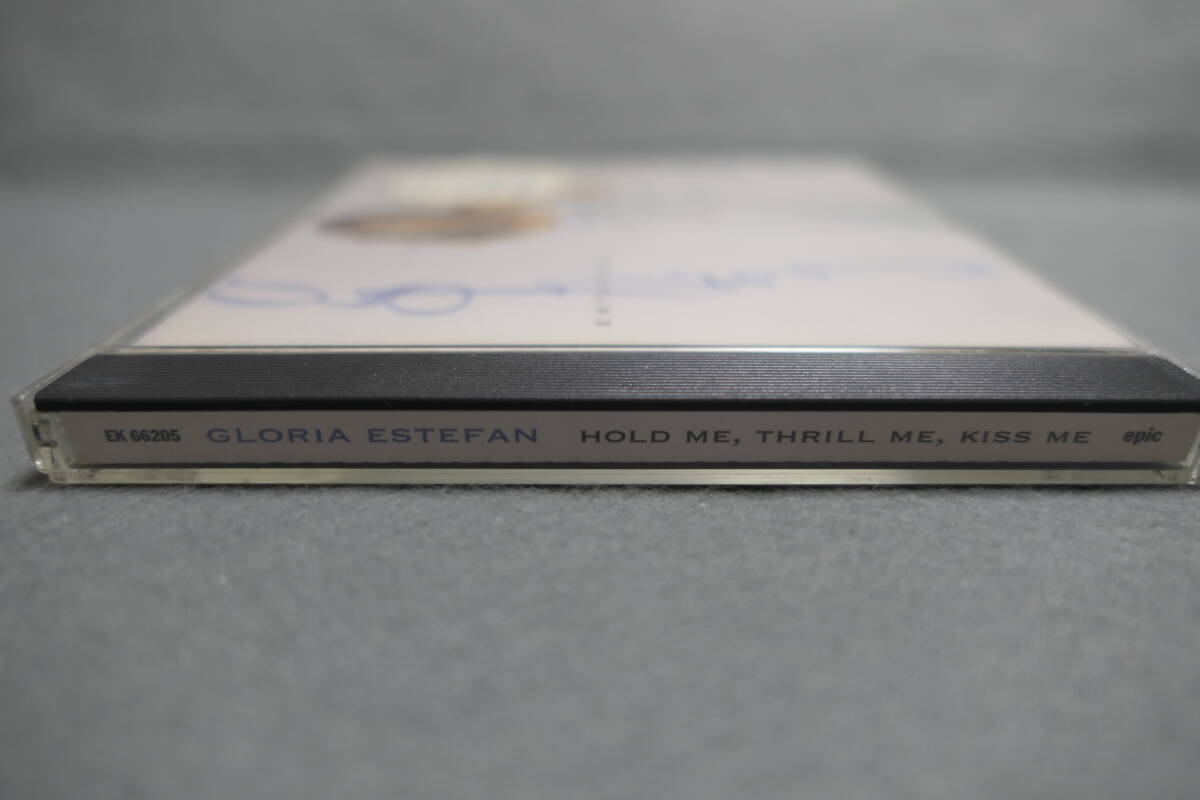 EK 66205 GLORIA ESTEFAN HOLD ME, THRILL ME, KISS ME epic